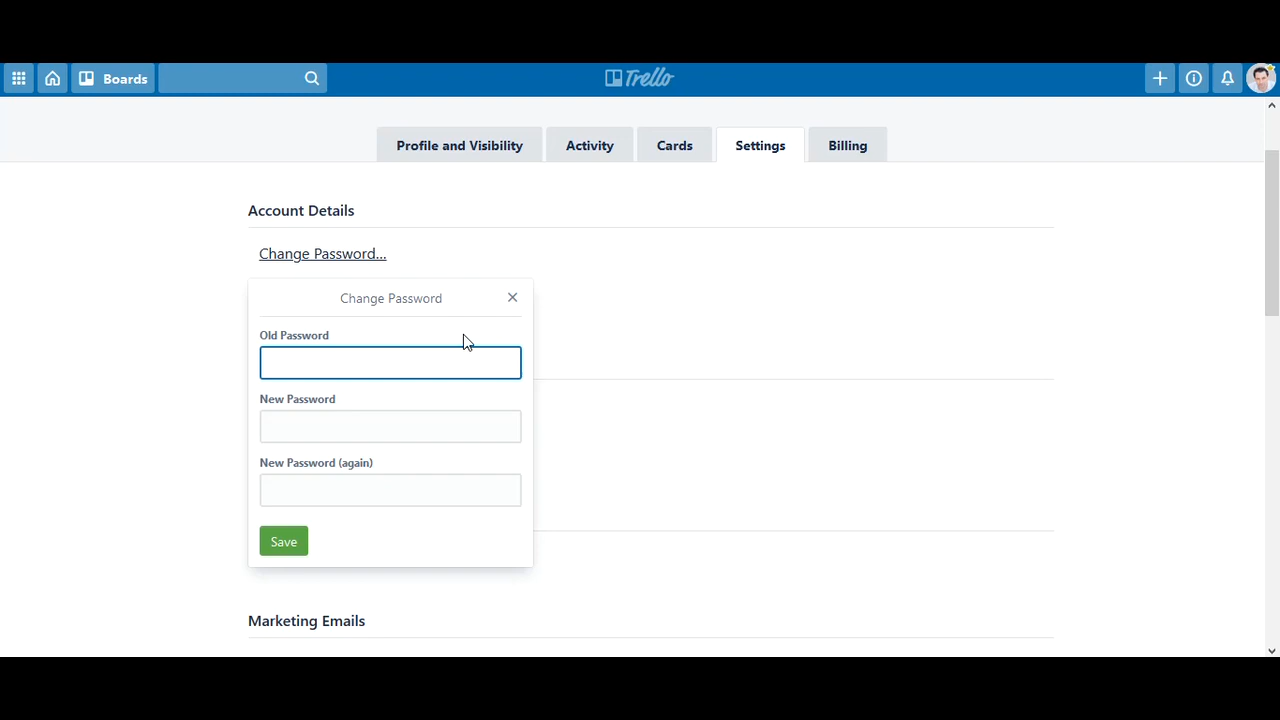 Boards
Trello
Profile and Visibility
Activity
Cards
Settings
Billing
Account Details
Change Password...
Change Password
Old Password
New Password
New Password (again)
Save
Marketing Emails